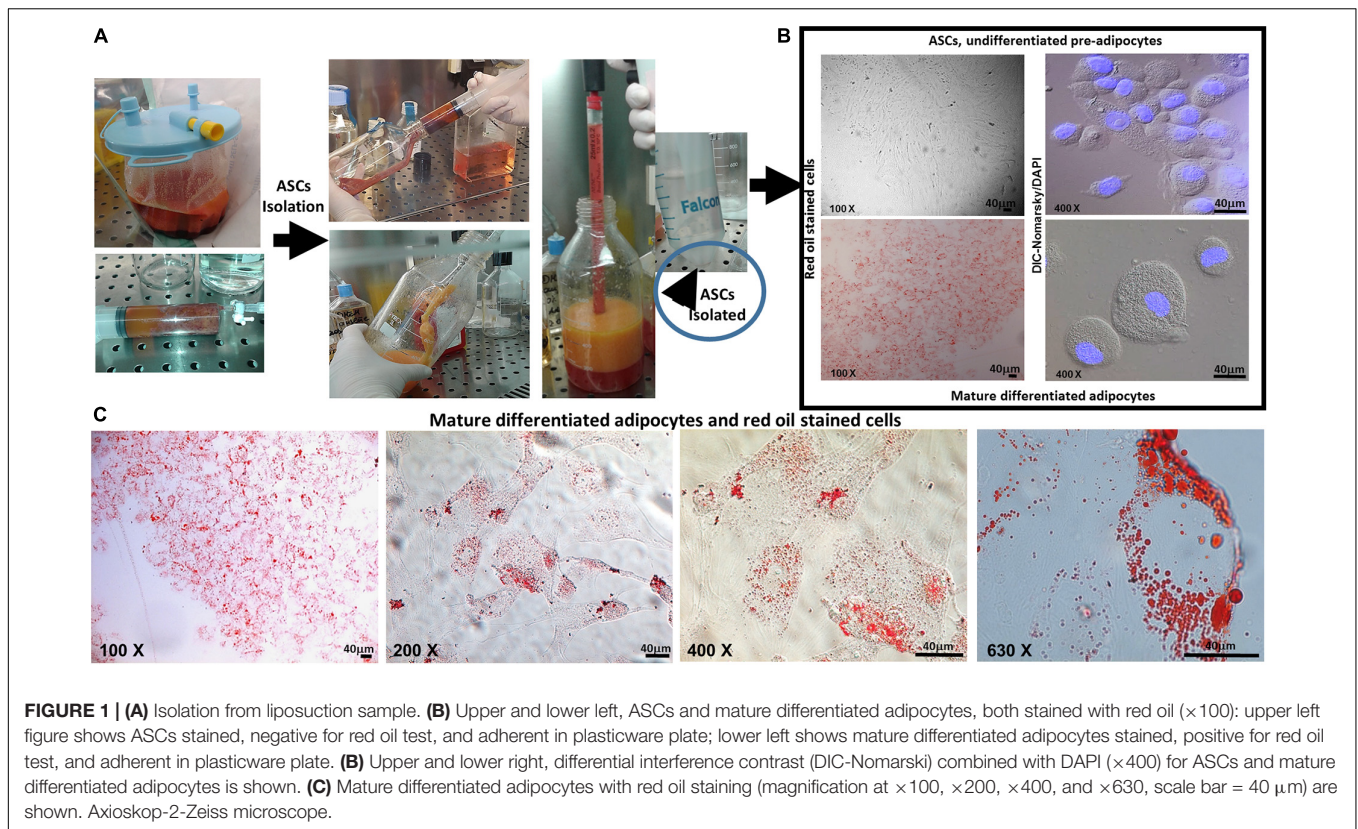 A
ASCs
Isolation
Falcon
ASCs
Isolated
B
ASCs, undifferentiated pre-adipocytes
Red oil stained cells
DIC-Nomarsky/DAPI
100 X
40µm
400 X
40µm
100 X
40µm
400 X
40µm
Mature differentiated adipocytes
C
Mature differentiated adipocytes and red oil stained cells
100 X
40µm
200 X
40µm
400 X
40µm
630 X
40µm
FIGURE 1 | (A) Isolation from liposuction sample. (B) Upper and lower left, ASCs and mature differentiated adipocytes, both stained with red oil (×100): upper left
figure shows ASCs stained, negative for red oil test, and adherent in plasticware plate; lower left shows mature differentiated adipocytes stained, positive for red oil
test, and adherent in plasticware plate. (B) Upper and lower right, differential interference contrast (DIC-Nomarski) combined with DAPI (×400) for ASCs and mature
differentiated adipocytes is shown. (C) Mature differentiated adipocytes with red oil staining (magnification at ×100, ×200, ×400, and ×630, scale bar = 40 μm) are
shown. Axioskop-2-Zeiss microscope.